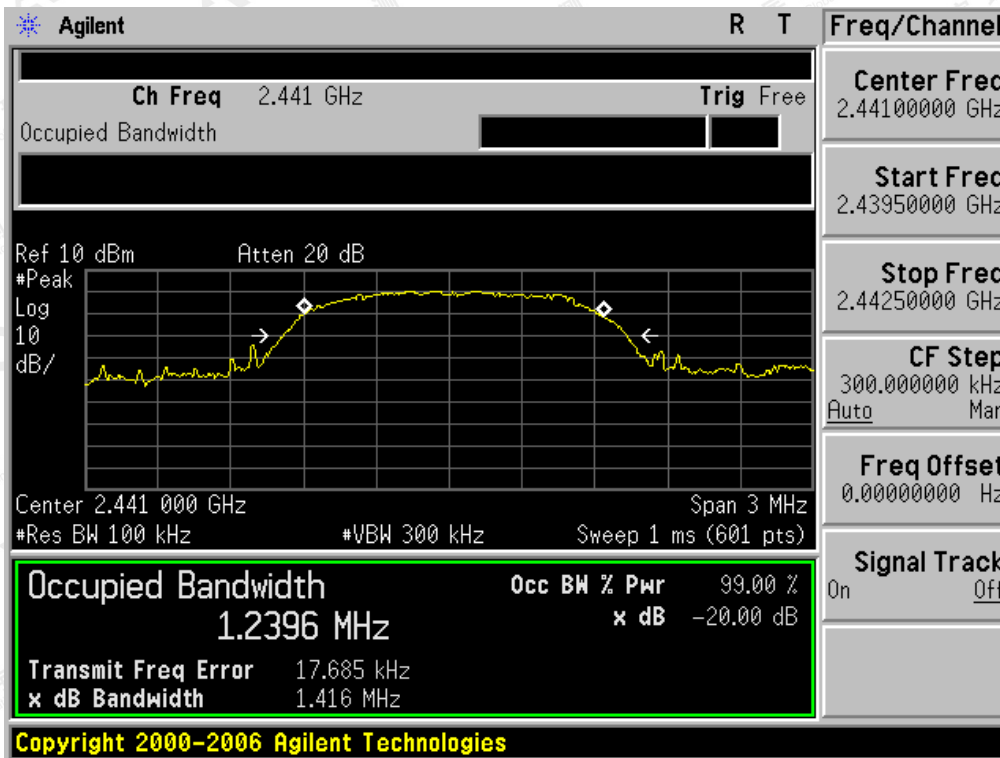 Agilent R T
Freq/Channel
Ch Freq 2.441 GHz Trig Free
Occupied Bandwidth
Center Freq
2.44100000 GHz
Start Freq
2.43950000 GHz
Stop Freq
2.44250000 GHz
CF Step
300.000000 kHz
Auto Man
Freq Offset
0.00000000 Hz
Signal Track
On Off
Ref 10 dBm Atten 20 dB
#Peak
Log
10
dB/
Center 2.441 000 GHz Span 3 MHz
#Res BW 100 kHz #VBW 300 kHz Sweep 1 ms (601 pts)
Occupied Bandwidth Occ BW % Pwr 99.00 %
1.2396 MHz x dB -20.00 dB
Transmit Freq Error 17.685 kHz
x dB Bandwidth 1.416 MHz
Copyright 2000-2006 Agilent Technologies